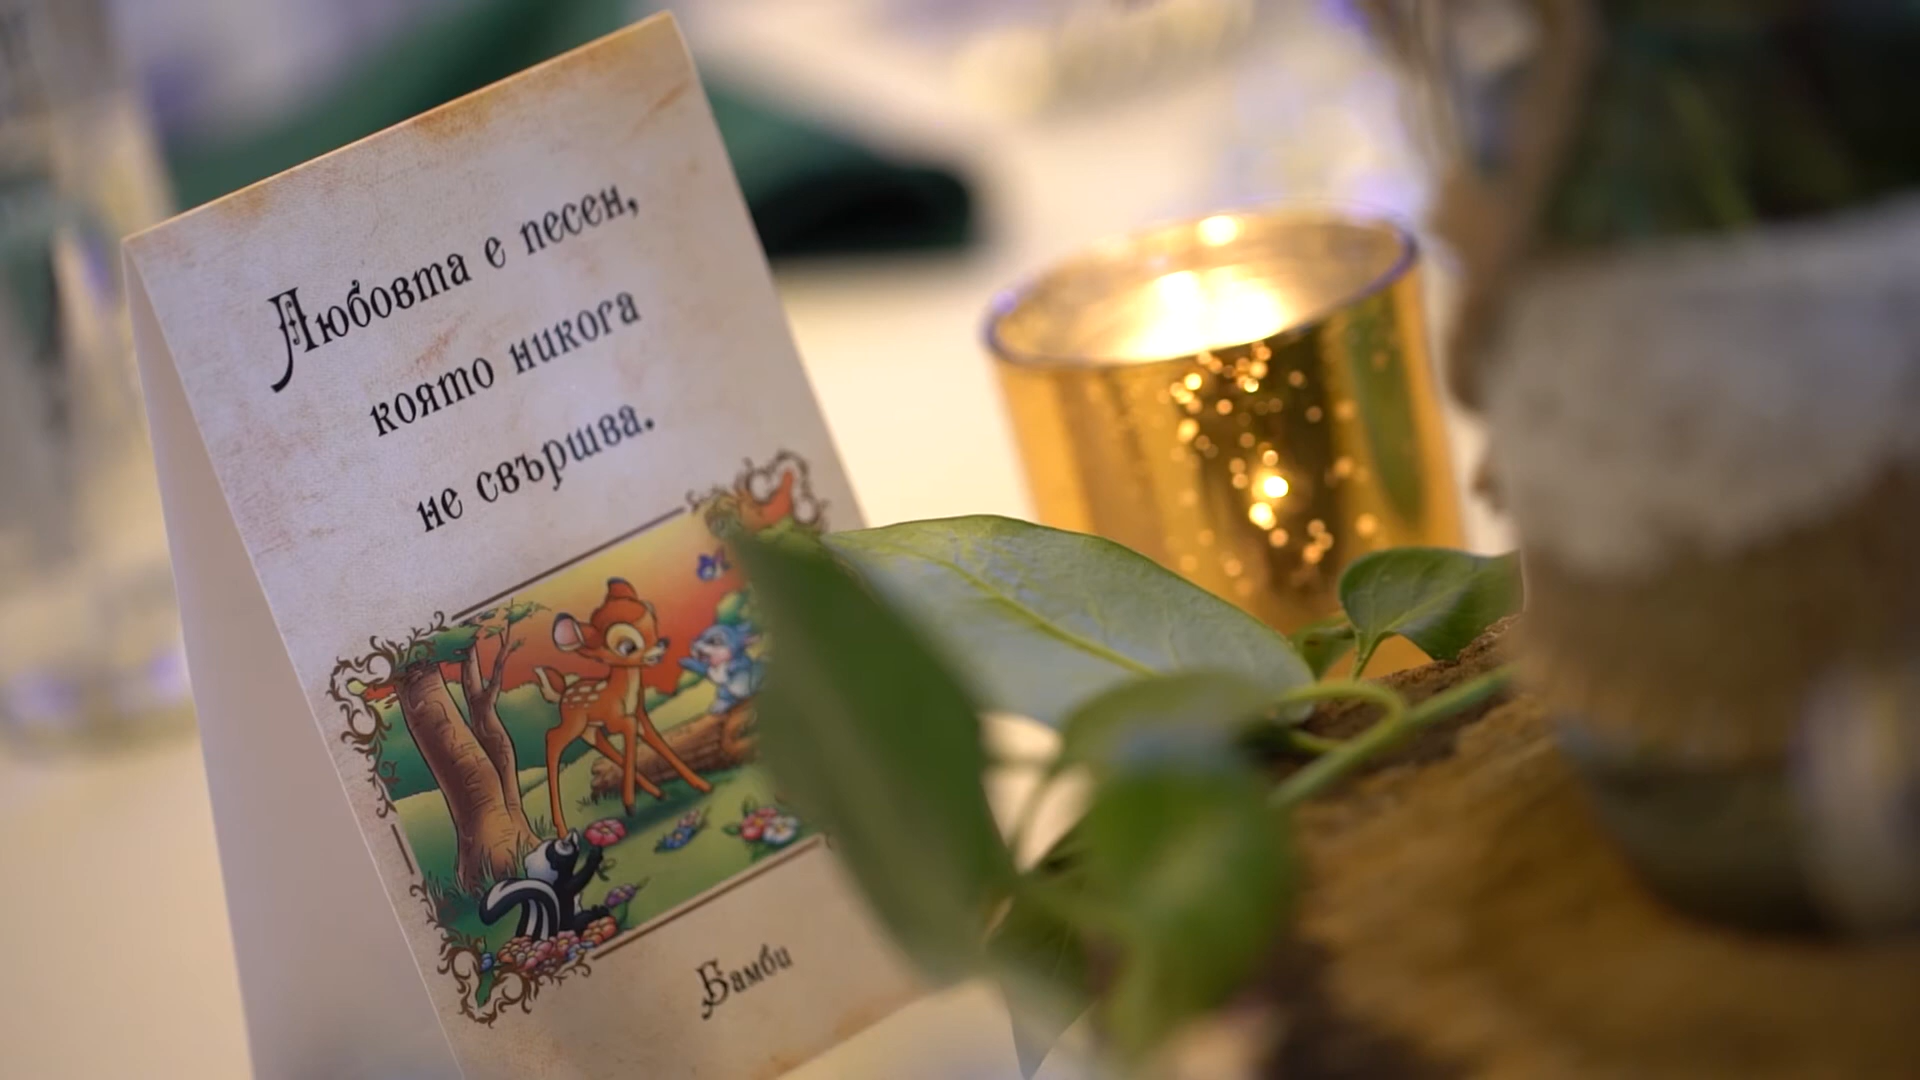 Любовта е песен,
която никога
не свършва.
Бамби